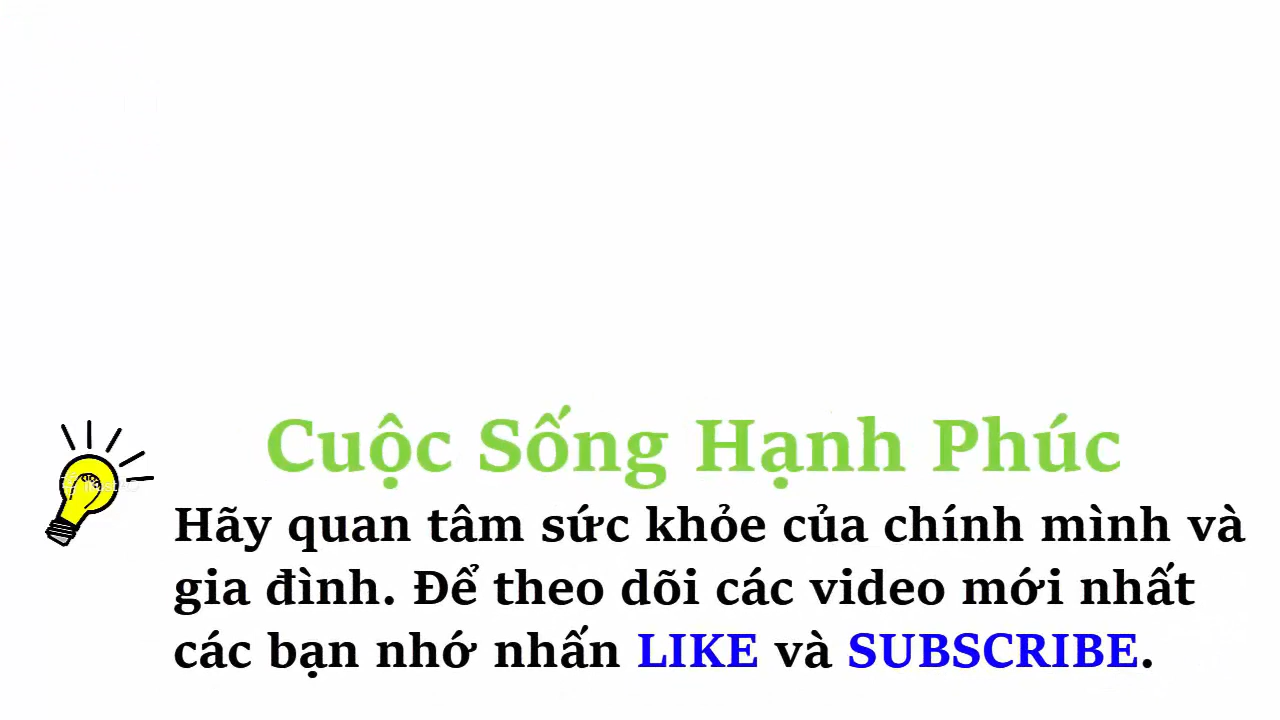 Cuộc Sống Hạnh Phúc
Hãy quan tâm sức khỏe của chính mình và
gia đình. Để theo dõi các video mới nhất
các bạn nhớ nhấn LIKE và SUBSCRIBE.